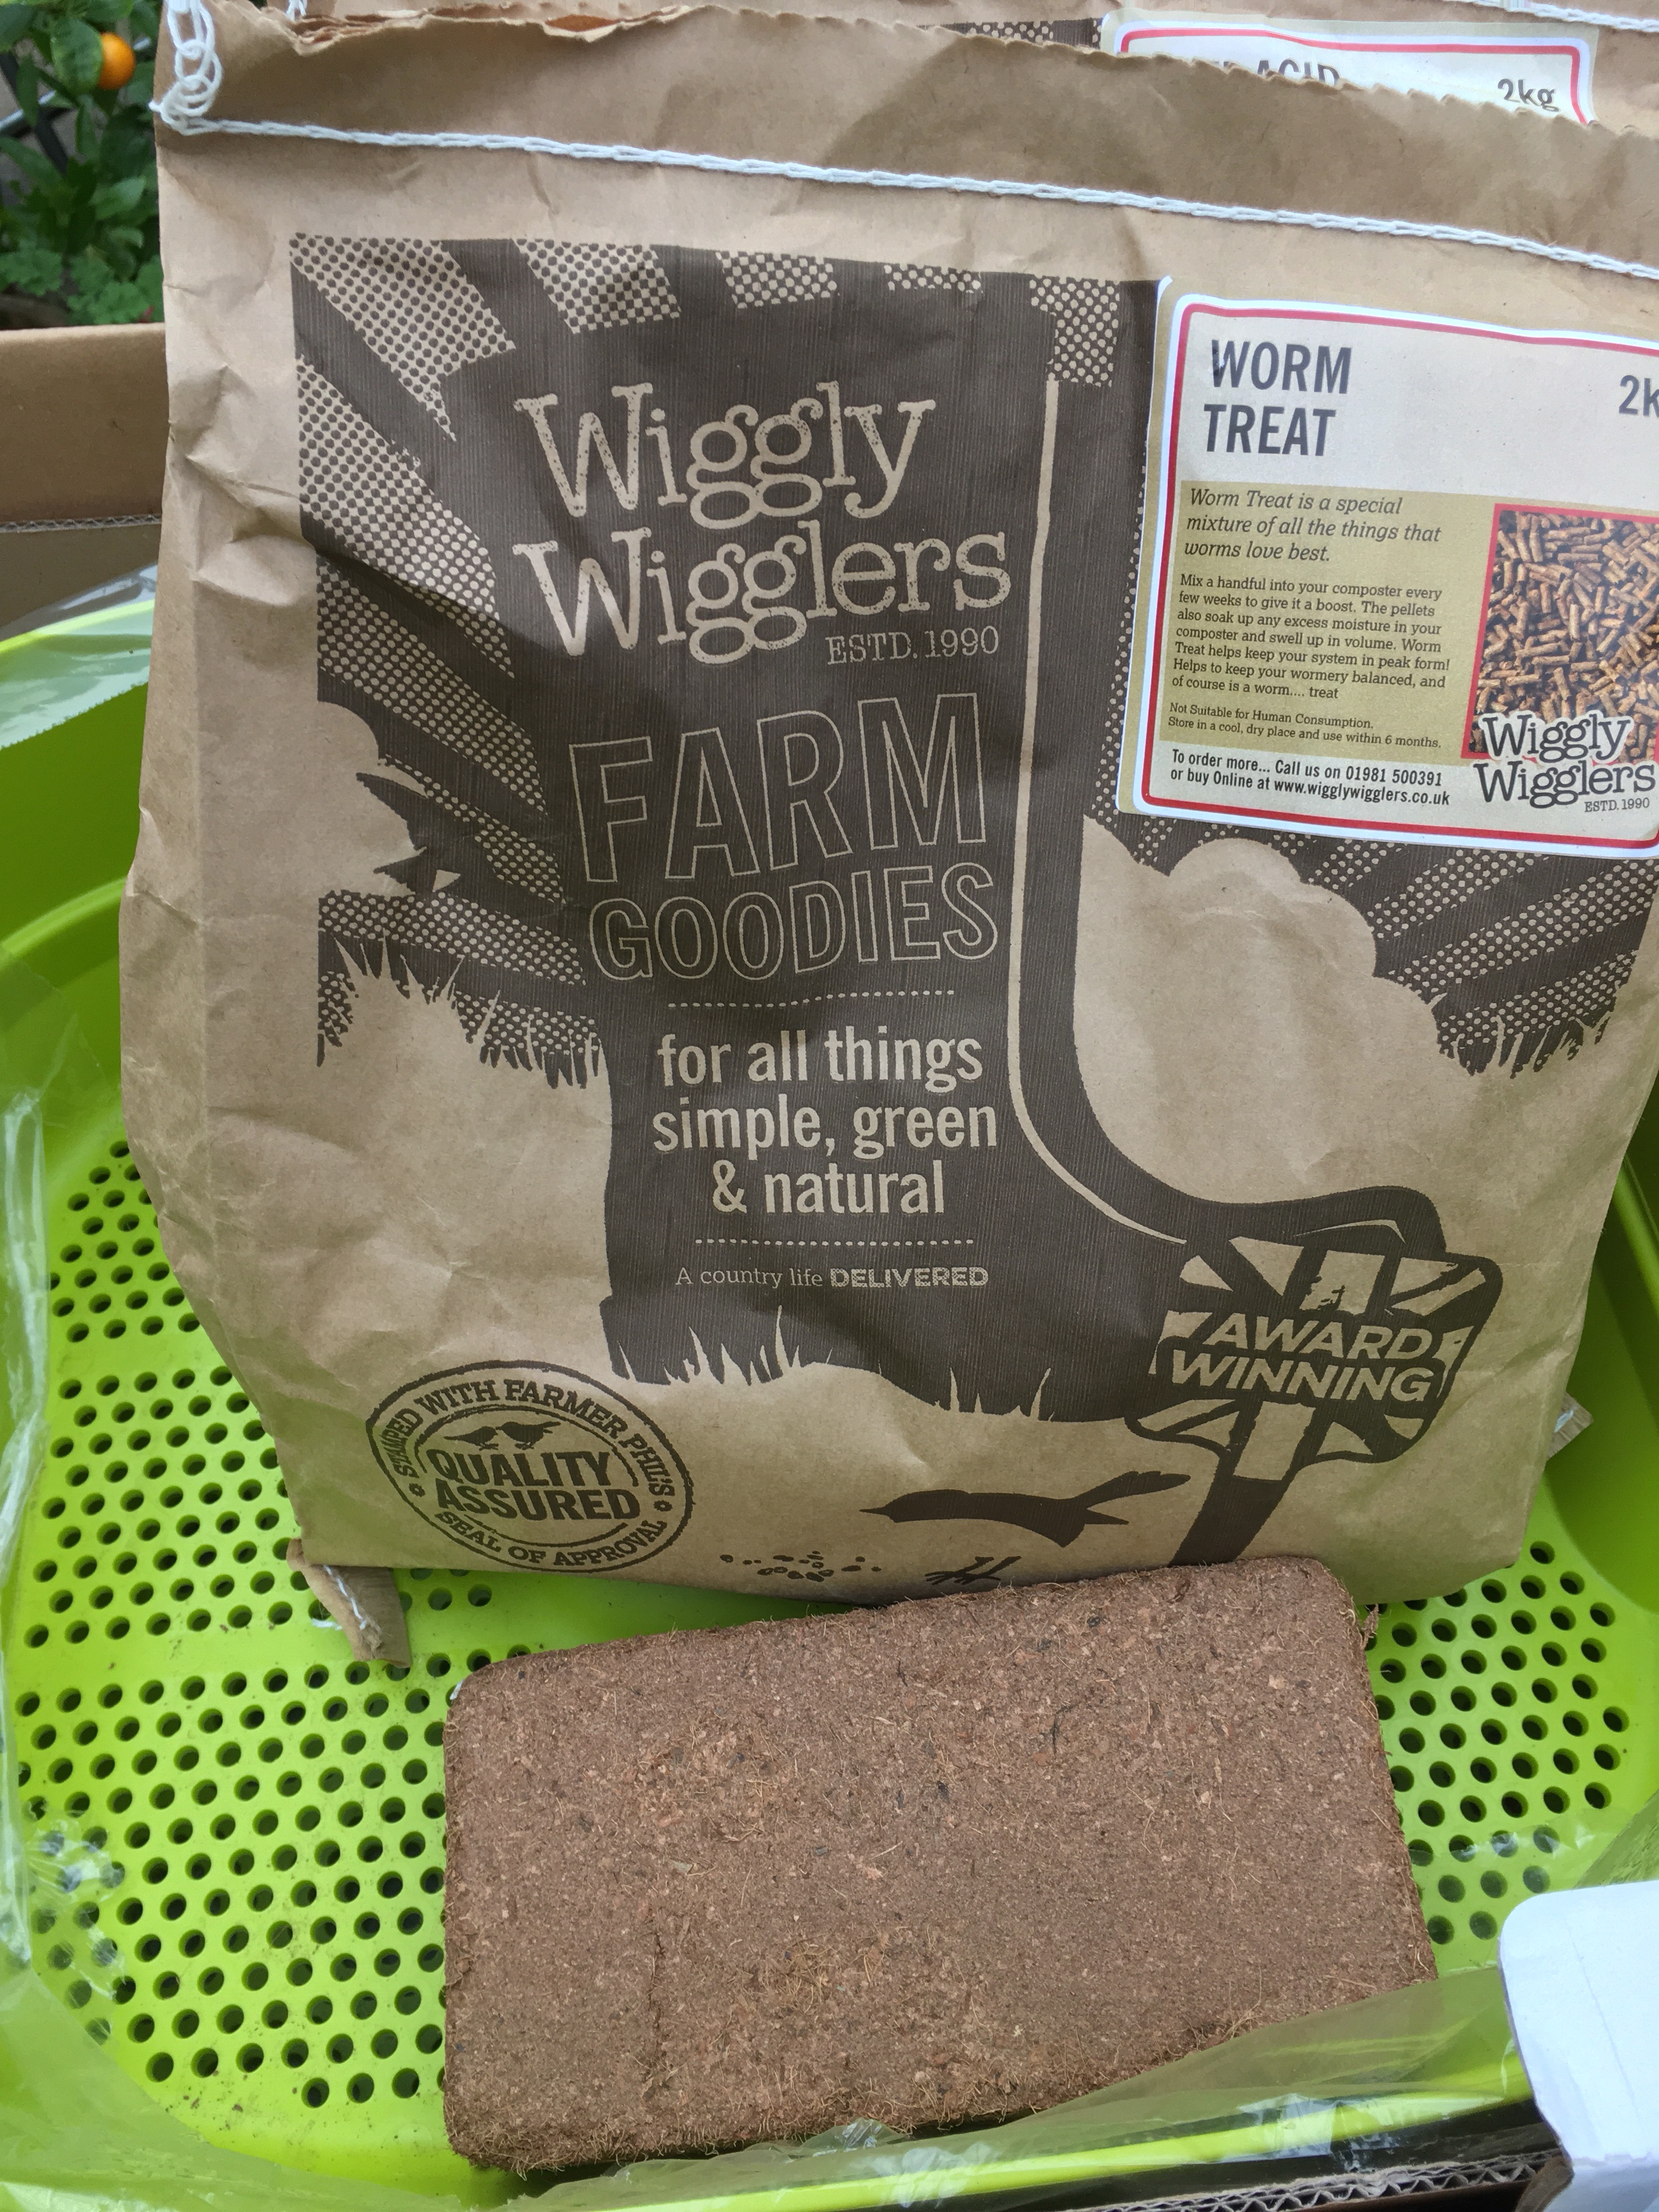 ACID
2kg
Wiggly
Wigglers
ESTD. 1990
FARM
GOODIES
for all things
simple, green
& natural
A country life DELIVERED
WORM
TREAT
Worm Treat is a special
mixture of all the things that
worms love best.
Mix a handful into your composter every
few weeks to give it a boost. The pellets
also soak up any excess moisture in your
composter and swell up in volume. Worm
Treat helps keep your system in peak form!
Helps to keep your wormery balanced, and
of course is a worm.... treat
Not Suitable for Human Consumption.
Store in a cool, dry place and use within 6 months.
To order more... Call us on 01981 500391
or buy Online at www.wigglywigglers.co.uk
Wiggly
Wigglers
ESTD. 1990
AWARD
WINNING
STAMPED WITH FARMER PHIL'S
QUALITY
ASSURED
SEAL OF APPROVAL